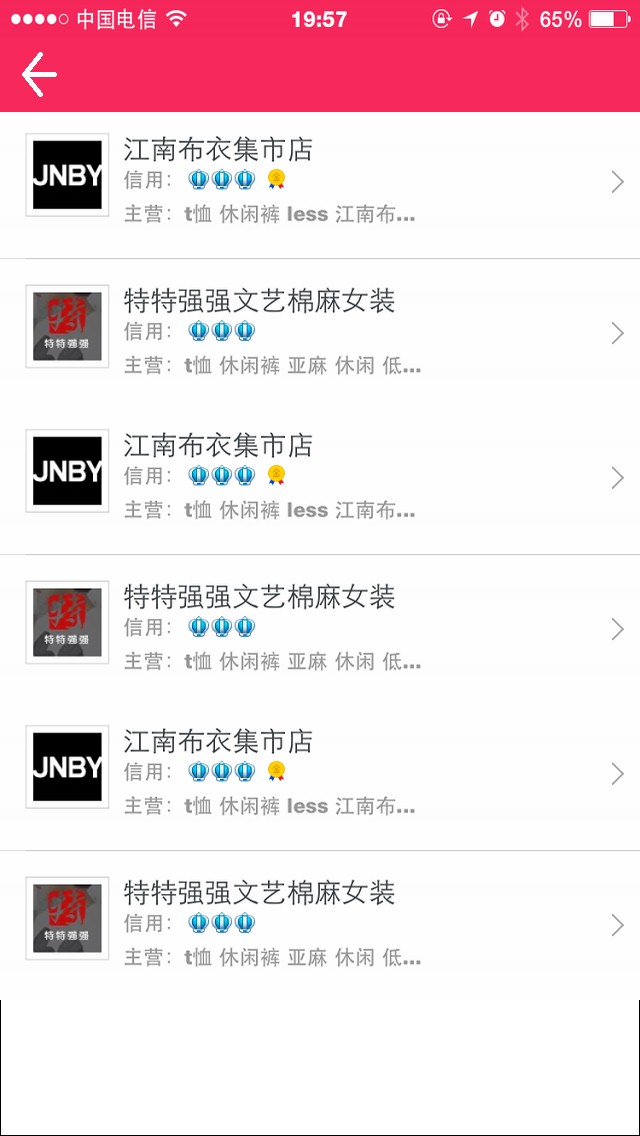 中国电信 19:57 65%
江南布衣集市店
JNBY
信用：
主营：t恤 休闲裤 less 江南布...
特特强强文艺棉麻女装
信用：
特特强强
主营：t恤 休闲裤 亚麻 休闲 低...
江南布衣集市店
JNBY
信用：
主营：t恤 休闲裤 less 江南布...
特特强强文艺棉麻女装
信用：
特特强强
主营：t恤 休闲裤 亚麻 休闲 低...
江南布衣集市店
JNBY
信用：
主营：t恤 休闲裤 less 江南布...
特特强强文艺棉麻女装
信用：
特特强强
主营：t恤 休闲裤 亚麻 休闲 低...